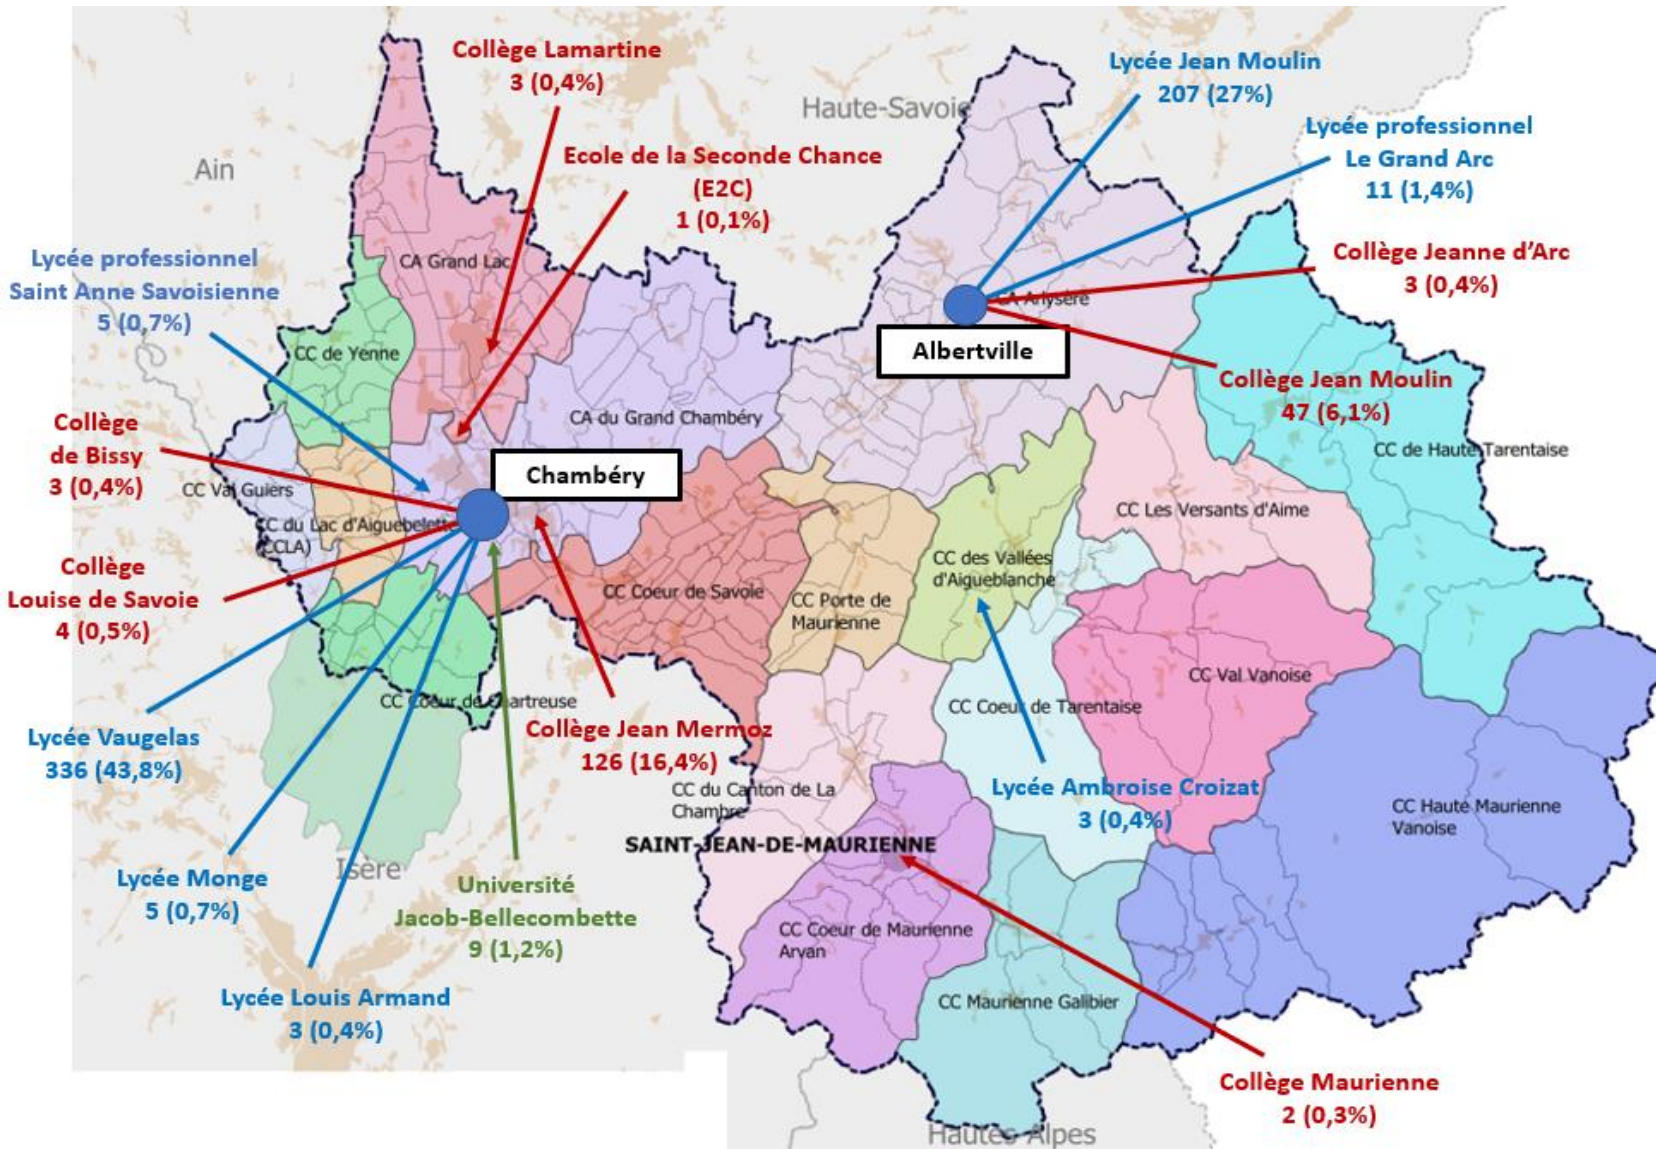 Collège Lamartine
3 (0,4%)
Lycée Jean Moulin
207 (27%)
Haute-Savoie
Lycée professionnel
Le Grand Arc
11 (1,4%)
Ecole de la Seconde Chance
(E2C)
1 (0,1%)
Ain
Lycée professionnel
Saint Anne Savoisienne
5 (0,7%)
CA Grand Lac
Collège Jeanne d'Arc
3 (0,4%)
CA Arlysère
Albertville
CC de Yenne
Collège Jean Moulin
47 (6,1%)
CA du Grand Chambéry
Collège
de Bissy
3 (0,4%)
CC de Haute Tarentaise
Chambéry
CC Val Guiers
CC du Lac d'Aiguebelette
(CCLA)
CC Les Versants d'Aime
CC des Vallées
d'Aigueblanche
Collège
Louise de Savoie
4 (0,5%)
CC Coeur de Savoie
CC Porte de
Maurienne
CC Val Vanoise
CC Coeur de Chartreuse
CC Coeur de Tarentaise
Lycée Vaugelas
336 (43,8%)
Collège Jean Mermoz
126 (16,4%)
CC du Canton de La
Chambre
Lycée Ambroise Croizat
3 (0,4%)
CC Haute Maurienne
Vanoise
SAINT-JEAN-DE-MAURIENNE
Isère
Lycée Monge
5 (0,7%)
Université
Jacob-Bellecombette
9 (1,2%)
CC Coeur de Maurienne
Arvan
Lycée Louis Armand
3 (0,4%)
CC Maurienne Galibier
Collège Maurienne
2 (0,3%)
Hautes-Alpes